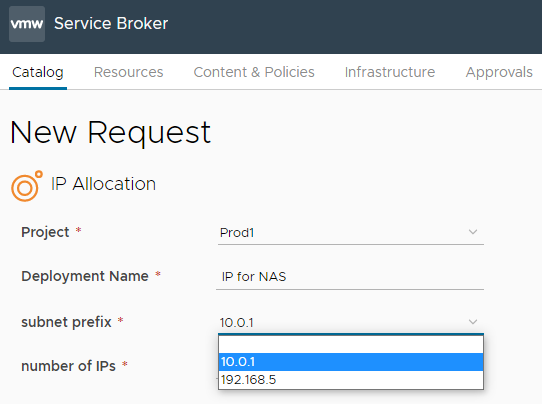 vmw Service Broker
Catalog Resources Content & Policies Infrastructure Approvals
New Request
IP Allocation
Project * Prod1
Deployment Name * IP for NAS
subnet prefix * 10.0.1
10.0.1
number of IPs *
192.168.5